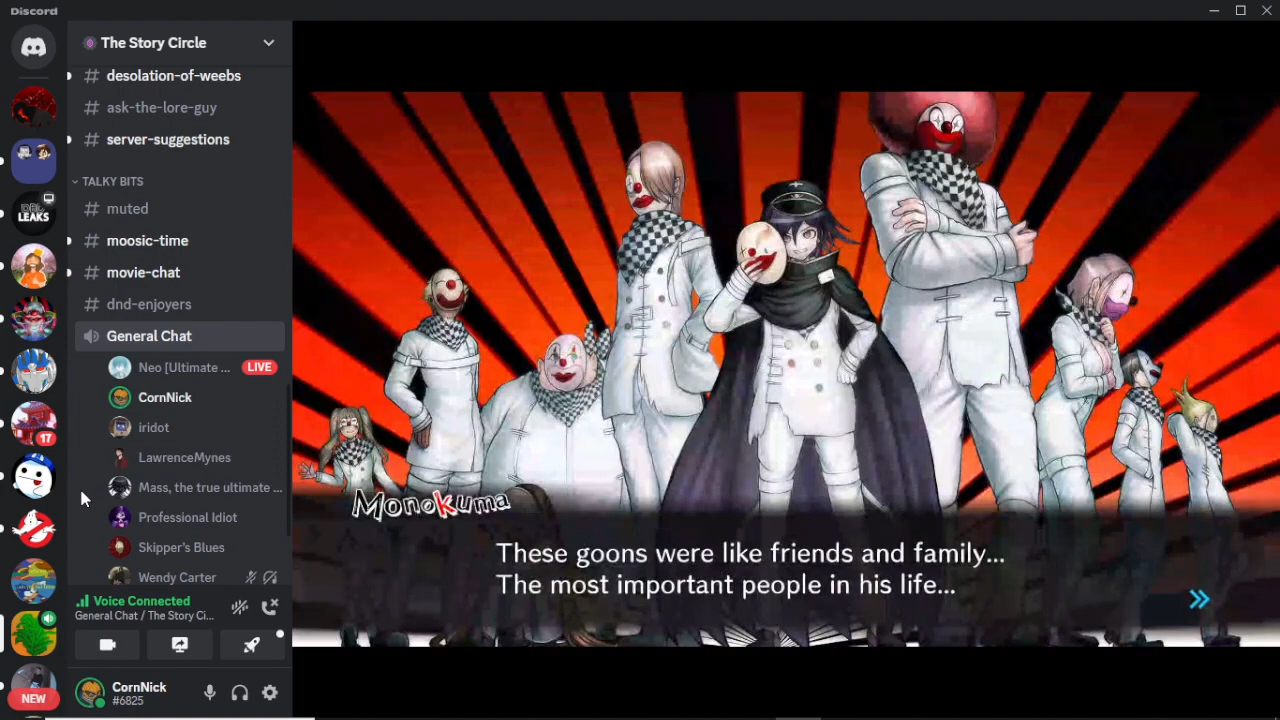 Discord
The Story Circle
# desolation-of-weebs
# ask-the-lore-guy
# server-suggestions
LEAKS
TALKY BITS
# muted
# moosic-time
# movie-chat
# dnd-enjoyers
General Chat
Neo [Ultimate ... LIVE
CornNick
iridot
17
LawrenceMynes
Mass, the true ultimate ...
Professional Idiot
Skipper's Blues
Wendy Carter
Voice Connected
General Chat / The Story Ci...
CornNick
#6825
NEW
Monokuma
These goons were like friends and family...
The most important people in his life...